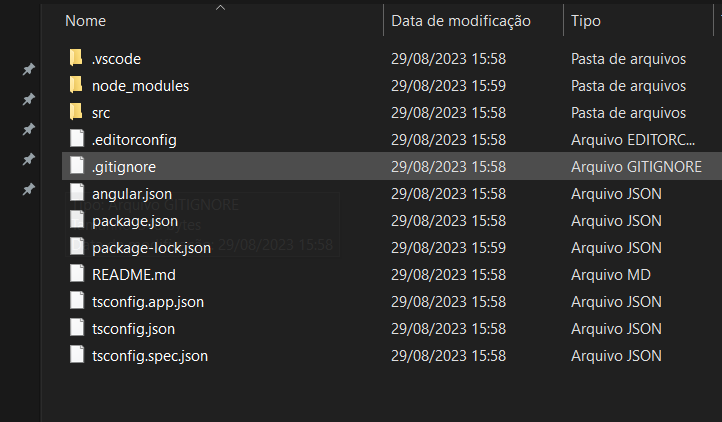 Nome Data de modificação Tipo
.vscode 29/08/2023 15:58 Pasta de arquivos
node_modules 29/08/2023 15:59 Pasta de arquivos
src 29/08/2023 15:58 Pasta de arquivos
.editorconfig 29/08/2023 15:58 Arquivo EDITORC...
.gitignore 29/08/2023 15:58 Arquivo GITIGNORE
angular.json 29/08/2023 15:58 Arquivo JSON
Arquivo GITIGNORE
package.json 29/08/2023 15:58 Arquivo JSON
package-lock.json 29/08/2023 15:59 Arquivo JSON
29/08/2023 15:58
README.md 29/08/2023 15:58 Arquivo MD
tsconfig.app.json 29/08/2023 15:58 Arquivo JSON
tsconfig.json 29/08/2023 15:58 Arquivo JSON
tsconfig.spec.json 29/08/2023 15:58 Arquivo JSON